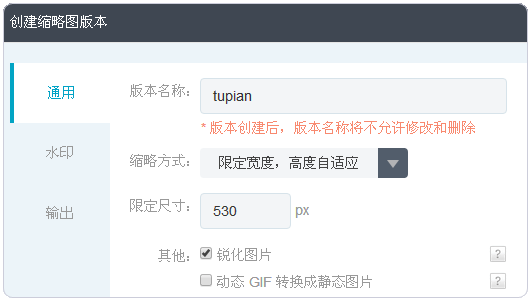 创建缩略图版本
通用
水印
输出
版本名称：
tupian
* 版本创建后，版本名称将不允许修改和删除
缩略方式：
限定宽度，高度自适应
限定尺寸：
530 px
其他：
锐化图片 ?
动态 GIF 转换成静态图片 ?